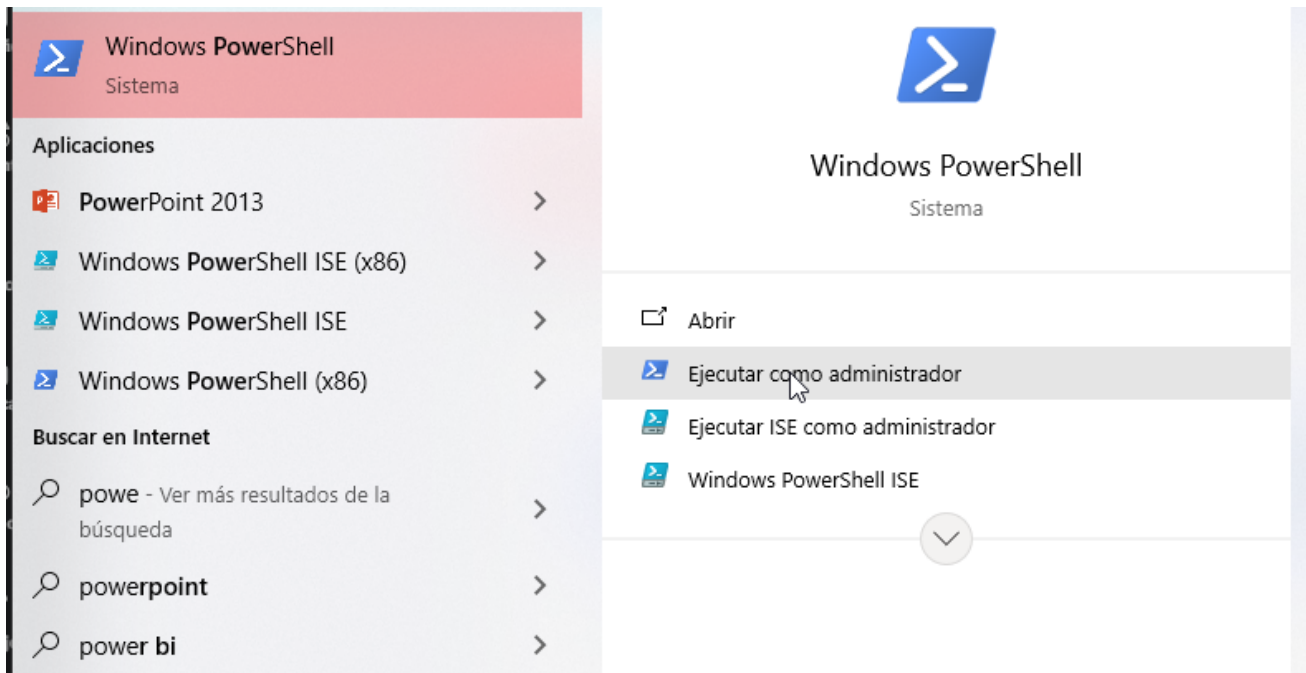 Windows PowerShell
Sistema
Aplicaciones
PowerPoint 2013
Windows PowerShell ISE (x86)
Windows PowerShell ISE
Windows PowerShell (x86)
Buscar en Internet
powe - Ver más resultados de la
búsqueda
powerpoint
power bi
Windows PowerShell
Sistema
Abrir
Ejecutar como administrador
Ejecutar ISE como administrador
Windows PowerShell ISE